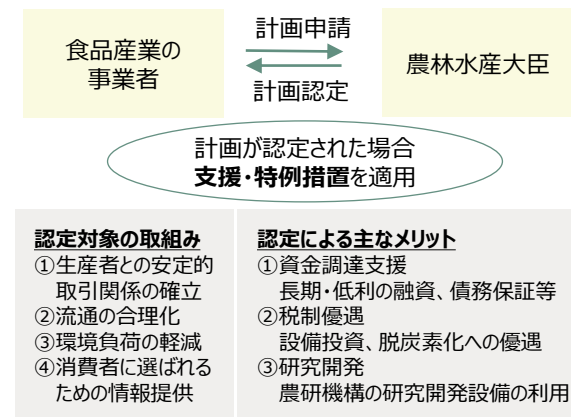 食品産業の
事業者
計画申請
計画認定
農林水産大臣
計画が認定された場合
支援・特例措置を適用
認定対象の取組み
①生産者との安定的
取引関係の確立
②流通の合理化
③環境負荷の軽減
④消費者に選ばれる
ための情報提供
認定による主なメリット
①資金調達支援
長期・低利の融資、債務保証等
②税制優遇
設備投資、脱炭素化への優遇
③研究開発
農研機構の研究開発設備の利用